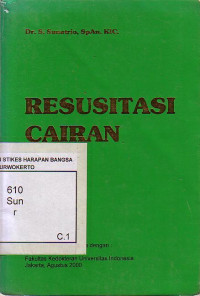 Dr. S. Sunatrio, SpAn. KIC.
RESUSITASI
CAIRAN
STIKES HARAPAN BANGSA
URWOKERTO
610
Sun
r
C.1
dengan
Fakultas Kedokteran Universitas Indonesia
Jakarta, Agustus 2000